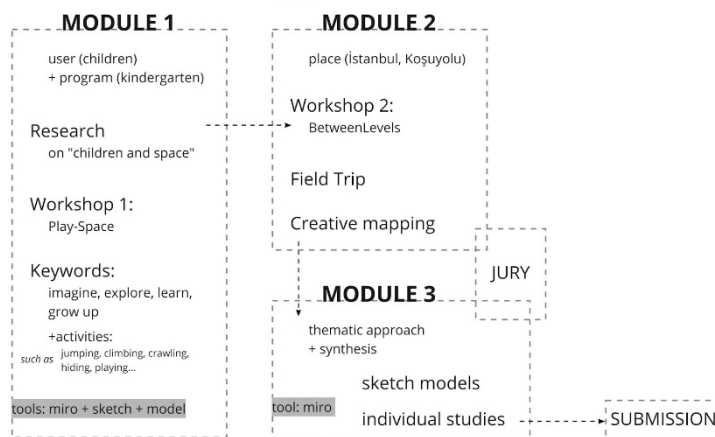 MODULE 1
user (children)
+ program (kindergarten)
Research
on "children and space"
Workshop 1:
Play-Space
Keywords:
imagine, explore, learn,
grow up
+activities:
such as jumping, climbing, crawling,
hiding, playing...
tools: miro + sketch + model
MODULE 2
place (İstanbul, Koşuyolu)
Workshop 2:
BetweenLevels
Field Trip
Creative mapping
JURY
MODULE 3
thematic approach
+ synthesis
sketch models
tool: miro
individual studies
SUBMISSION